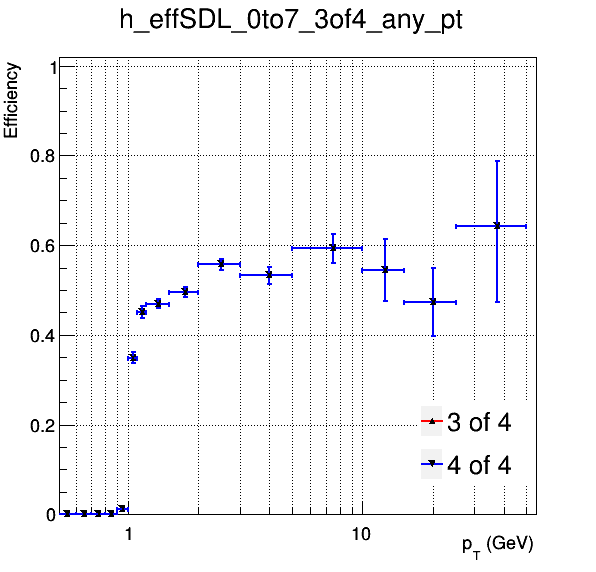 h_effSDL_0to7_3of4_any_pt
Efficiency
1
0.8
0.6
0.4
0.2
0
3 of 4
4 of 4
1
10
p_T (GeV)